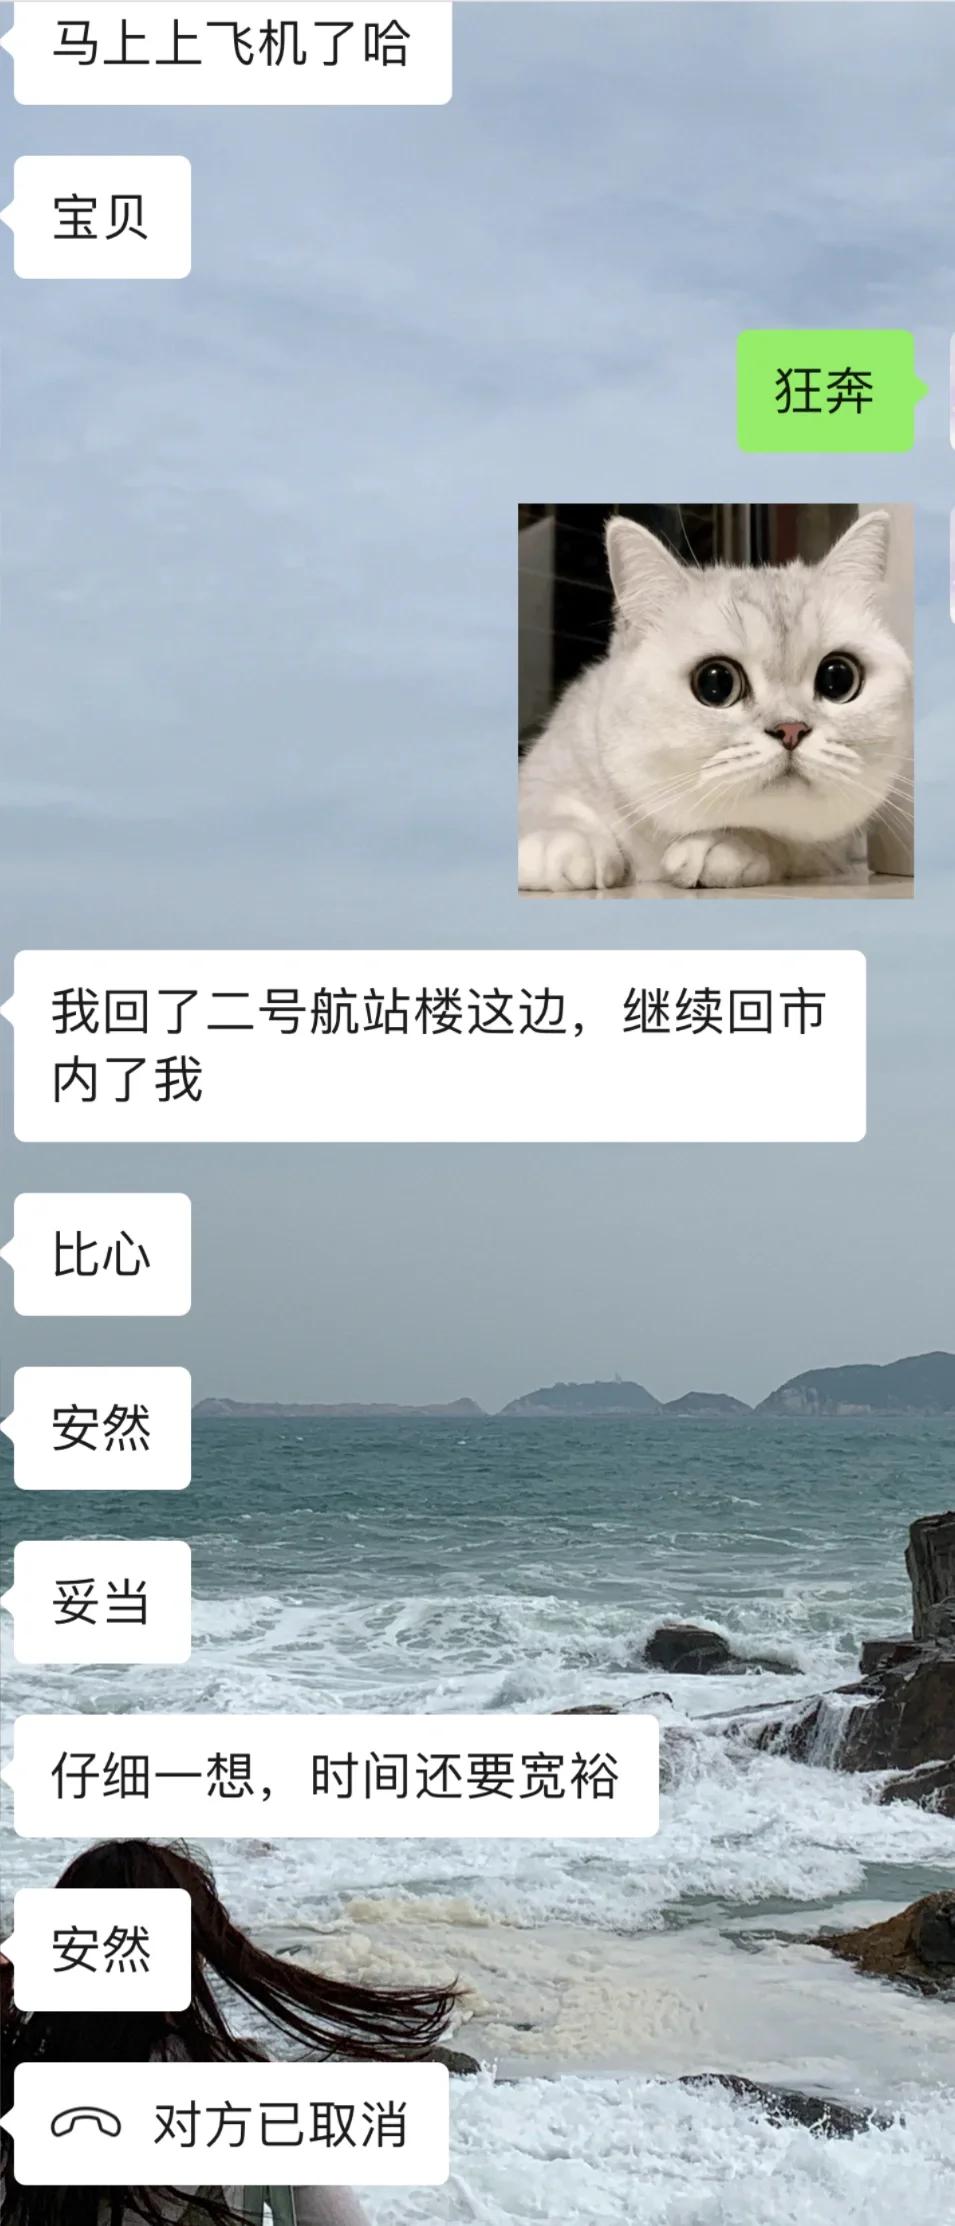 马上上飞机了哈
宝贝
狂奔
我回了二号航站楼这边，继续回市
内了我
比心
安然
妥当
仔细一想，时间还要宽裕
安然
对方已取消